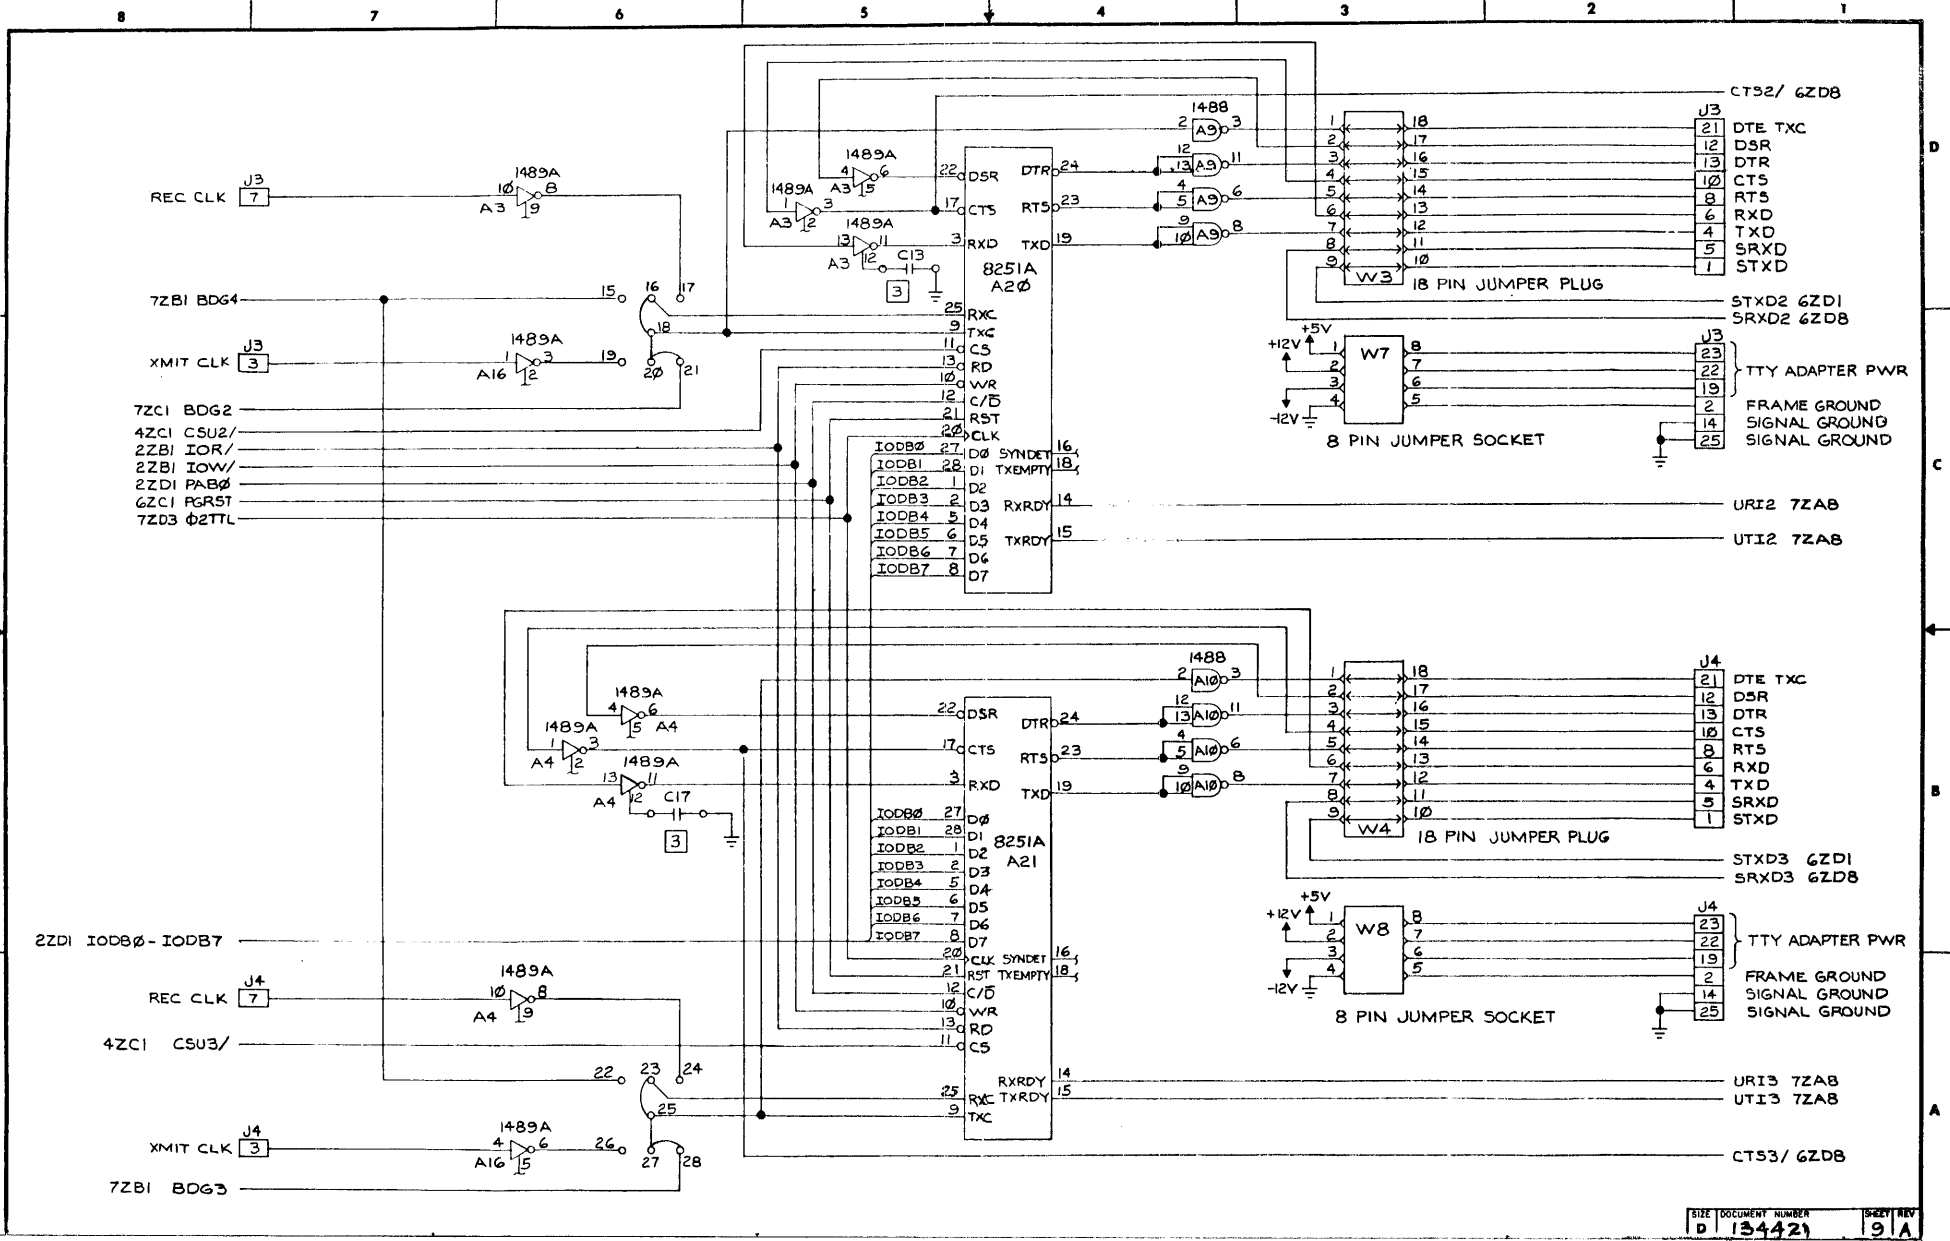 8 7 6 5 4 3 2 1
D
C
B
A
CTS2/ 6ZD8
1488
2 A9 3
12 13 A9 11
4 5 A9 6
9 10 A9 8
1489A
4 6 A3 5
1489A
1 3 A3 2
1489A
13 11 A3 12
C13
3
J3
REC CLK 7
1489A
10 8 A3 9
7ZB1 BDG4
15 16 17
18
J3
XMIT CLK 3
1489A
1 3 A16 2
19 20 21
7ZC1 BDG2
4ZC1 CSU2/
2ZB1 IOR/
2ZB1 IOW/
2ZD1 PABØ
6ZC1 PGRST
7ZD3 Φ2TTL
8251A
A2Ø
22 DSR
17 CTS
3 RXD
25 RXC
9 TXC
11 CS
13 RD
10 WR
12 C/D̅
21 RST
20 CLK
IODBØ 27 DØ
IODB1 28 D1
IODB2 1 D2
IODB3 2 D3
IODB4 5 D4
IODB5 6 D5
IODB6 7 D6
IODB7 8 D7
DTR 24
RTS 23
TXD 19
SYNDET 16
TXEMPTY 18
RXRDY 14
TXRDY 15
1 18
2 17
3 16
4 15
5 14
6 13
7 12
8 11
9 1Ø
W3
18 PIN JUMPER PLUG
J3
21 DTE TXC
12 DSR
13 DTR
1Ø CTS
8 RTS
6 RXD
4 TXD
5 SRXD
1 STXD
STXD2 6ZD1
SRXD2 6ZD8
+5V
+12V
-12V
W7
1 8
2 7
3 6
4 5
8 PIN JUMPER SOCKET
J3
23
22
19
TTY ADAPTER PWR
2 FRAME GROUND
14 SIGNAL GROUND
25 SIGNAL GROUND
URI2 7ZA8
UTI2 7ZA8
1488
2 A1Ø 3
12 13 A1Ø 11
4 5 A1Ø 6
9 1Ø A1Ø 8
1489A
4 6 5 A4
1489A
1 3 A4 2
1489A
13 11 A4 12
C17
3
8251A
A21
22 DSR
17 CTS
3 RXD
IODBØ 27 DØ
IODB1 28 D1
IODB2 1 D2
IODB3 2 D3
IODB4 5 D4
IODB5 6 D5
IODB6 7 D6
IODB7 8 D7
2Ø CLK
21 RST
12 C/D̅
1Ø WR
13 RD
11 CS
25 RXC
9 TXC
DTR 24
RTS 23
TXD 19
SYNDET 16
TXEMPTY 18
RXRDY 14
TXRDY 15
1 18
2 17
3 16
4 15
5 14
6 13
7 12
8 11
9 1Ø
W4
18 PIN JUMPER PLUG
J4
21 DTE TXC
12 DSR
13 DTR
1Ø CTS
8 RTS
6 RXD
4 TXD
5 SRXD
1 STXD
STXD3 6ZD1
SRXD3 6ZD8
+5V
+12V
-12V
W8
1 8
2 7
3 6
4 5
8 PIN JUMPER SOCKET
J4
23
22
19
TTY ADAPTER PWR
2 FRAME GROUND
14 SIGNAL GROUND
25 SIGNAL GROUND
2ZD1 IODBØ-IODB7
J4
REC CLK 7
1489A
1Ø 8 A4 9
4ZC1 CSU3/
22 23 24
25
J4
XMIT CLK 3
1489A
4 6 A16 5
26 27 28
7ZB1 BDG3
URI3 7ZA8
UTI3 7ZA8
CTS3/ 6ZD8
SIZE DOCUMENT NUMBER SHEET REV
D 134421 9 A